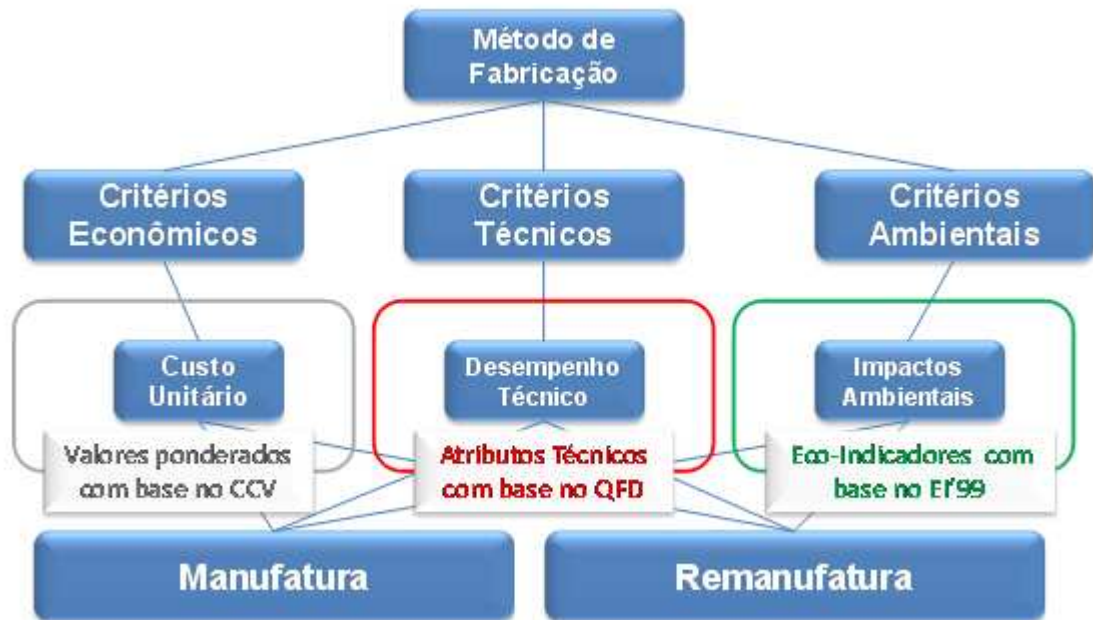 Método de
Fabricação
Critérios
Econômicos
Critérios
Técnicos
Critérios
Ambientais
Custo
Unitário
Desempenho
Técnico
Impactos
Ambientais
Valores ponderados
com base no CCV
Atributos Técnicos
com base no QFD
Eco-Indicadores com
base no EI'99
Manufatura
Remanufatura